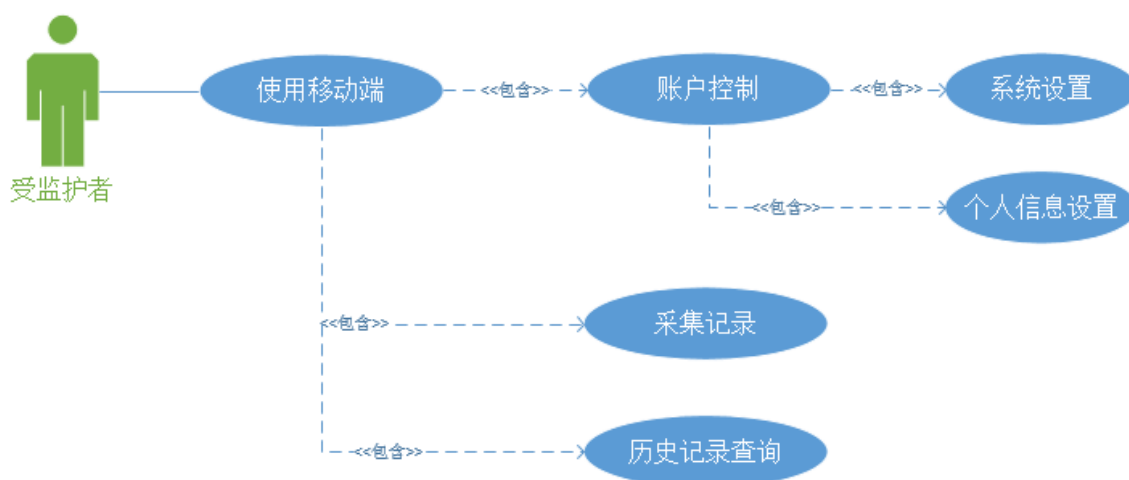 使用移动端
<<包含>>
账户控制
<<包含>>
系统设置
受监护者
<<包含>>
个人信息设置
<<包含>>
采集记录
<<包含>>
历史记录查询